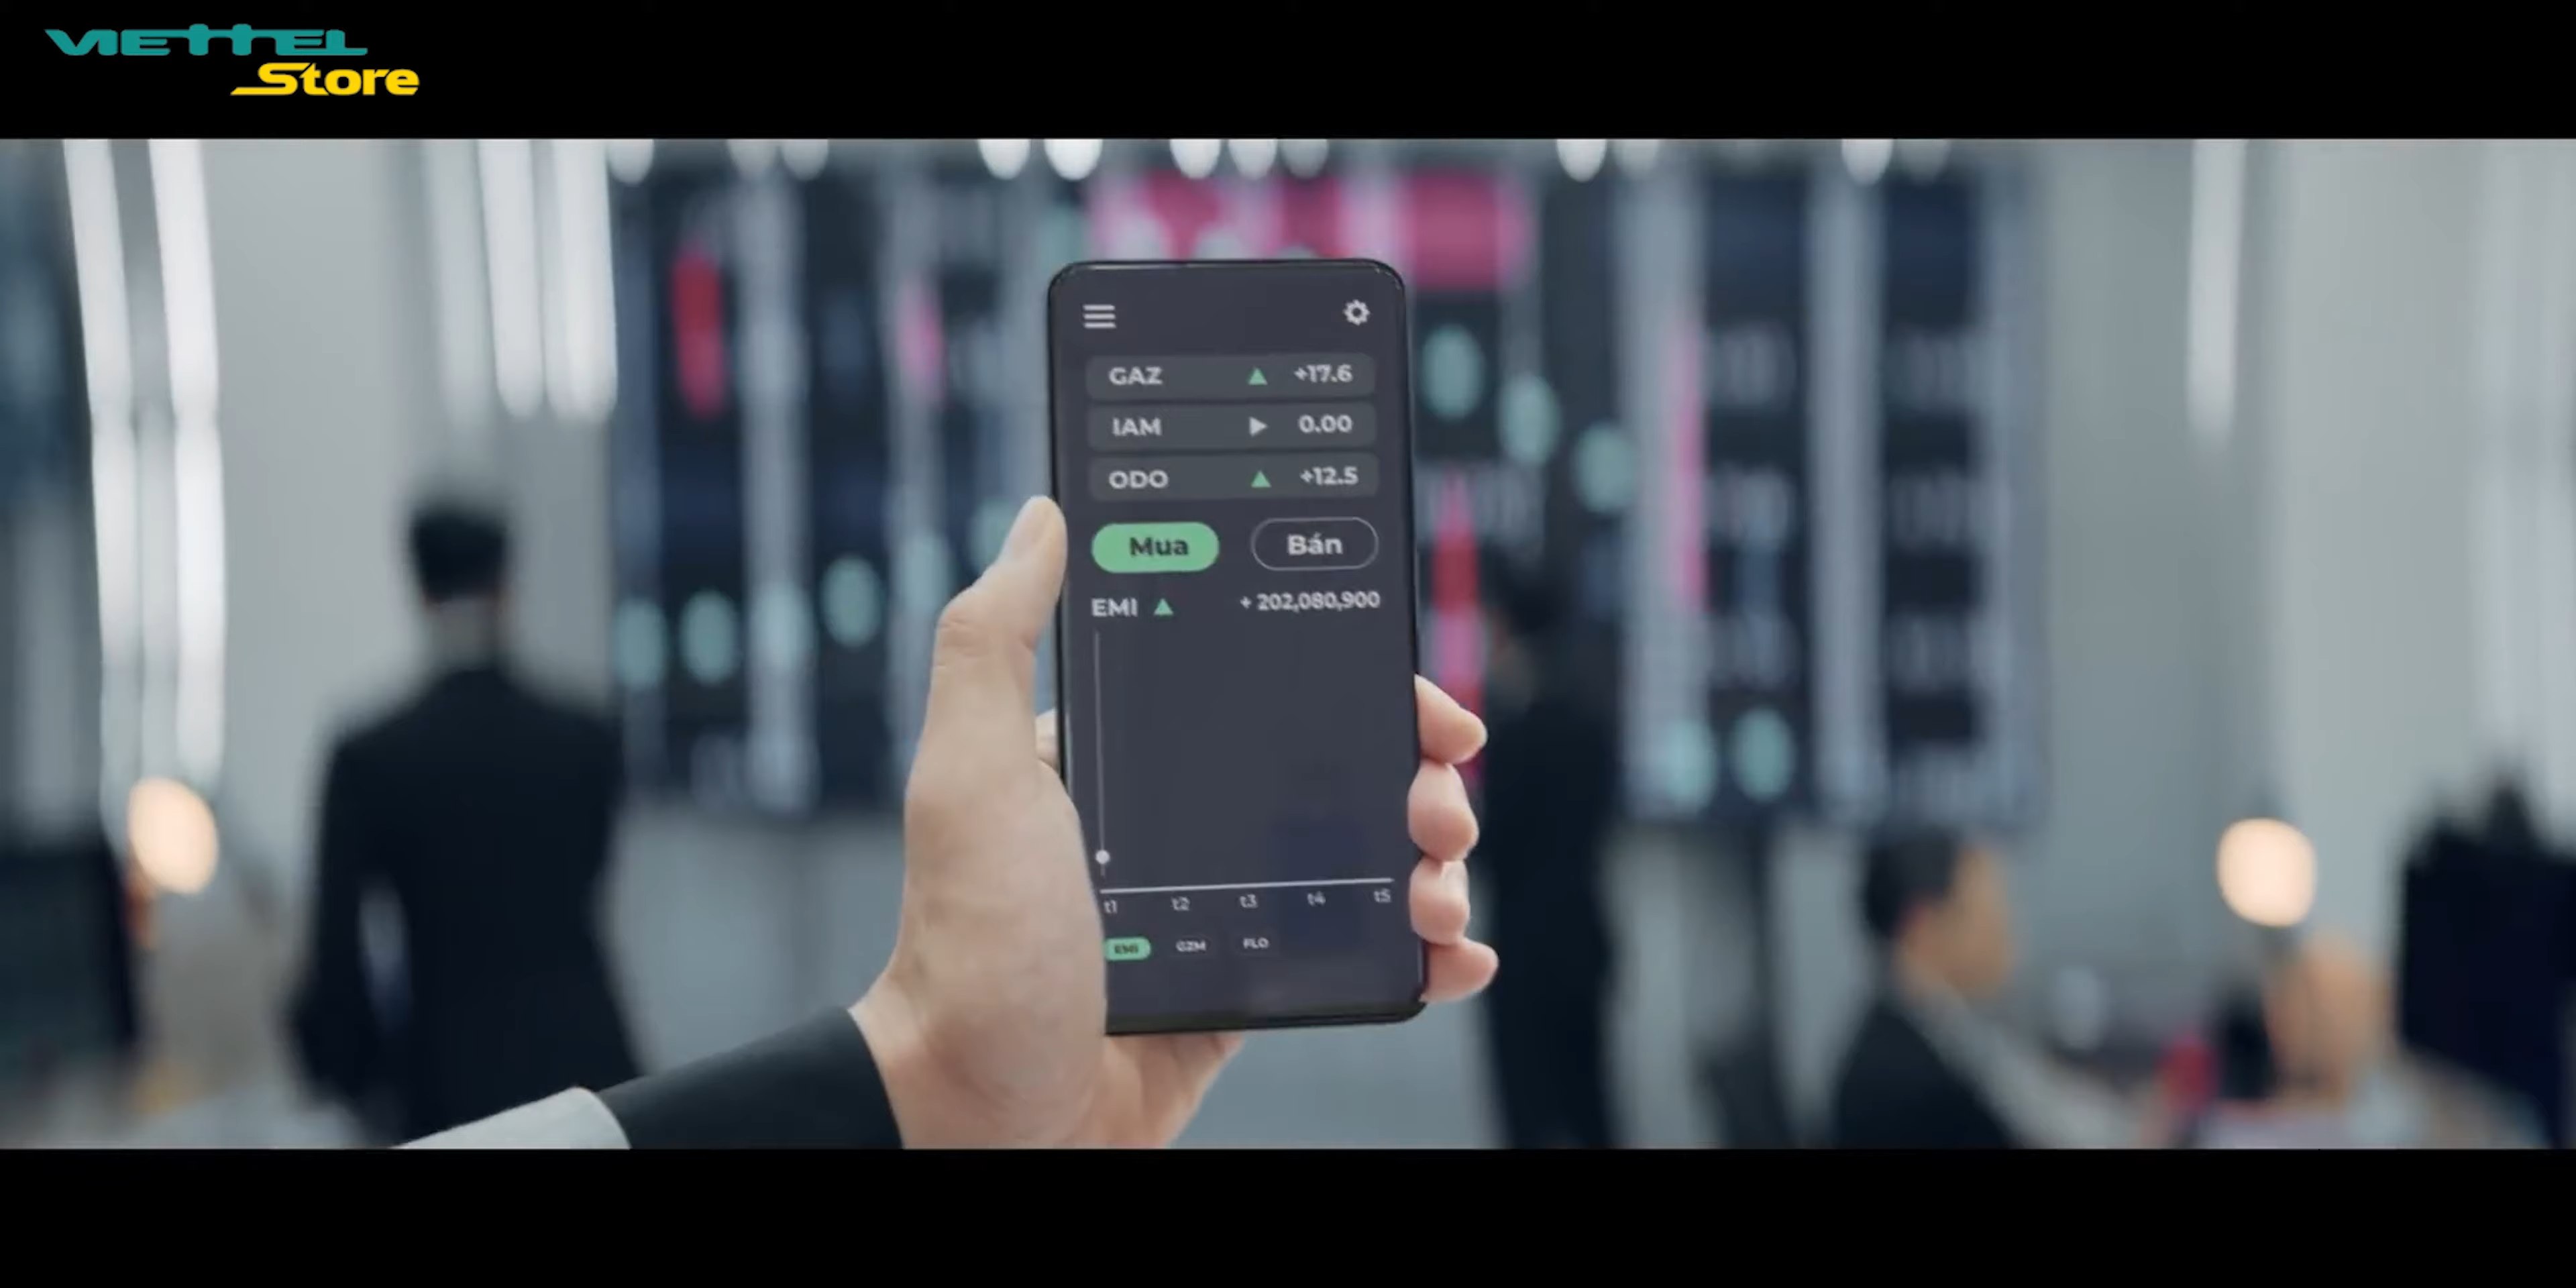 VIETTEL
Store
GAZ ▲ +17.6
IAM ▶ 0.00
ODO ▲ +12.5
Mua Bán
EMI ▲ + 202,080,900
t1 t2 t3 t4 t5
EMI GZM FLO